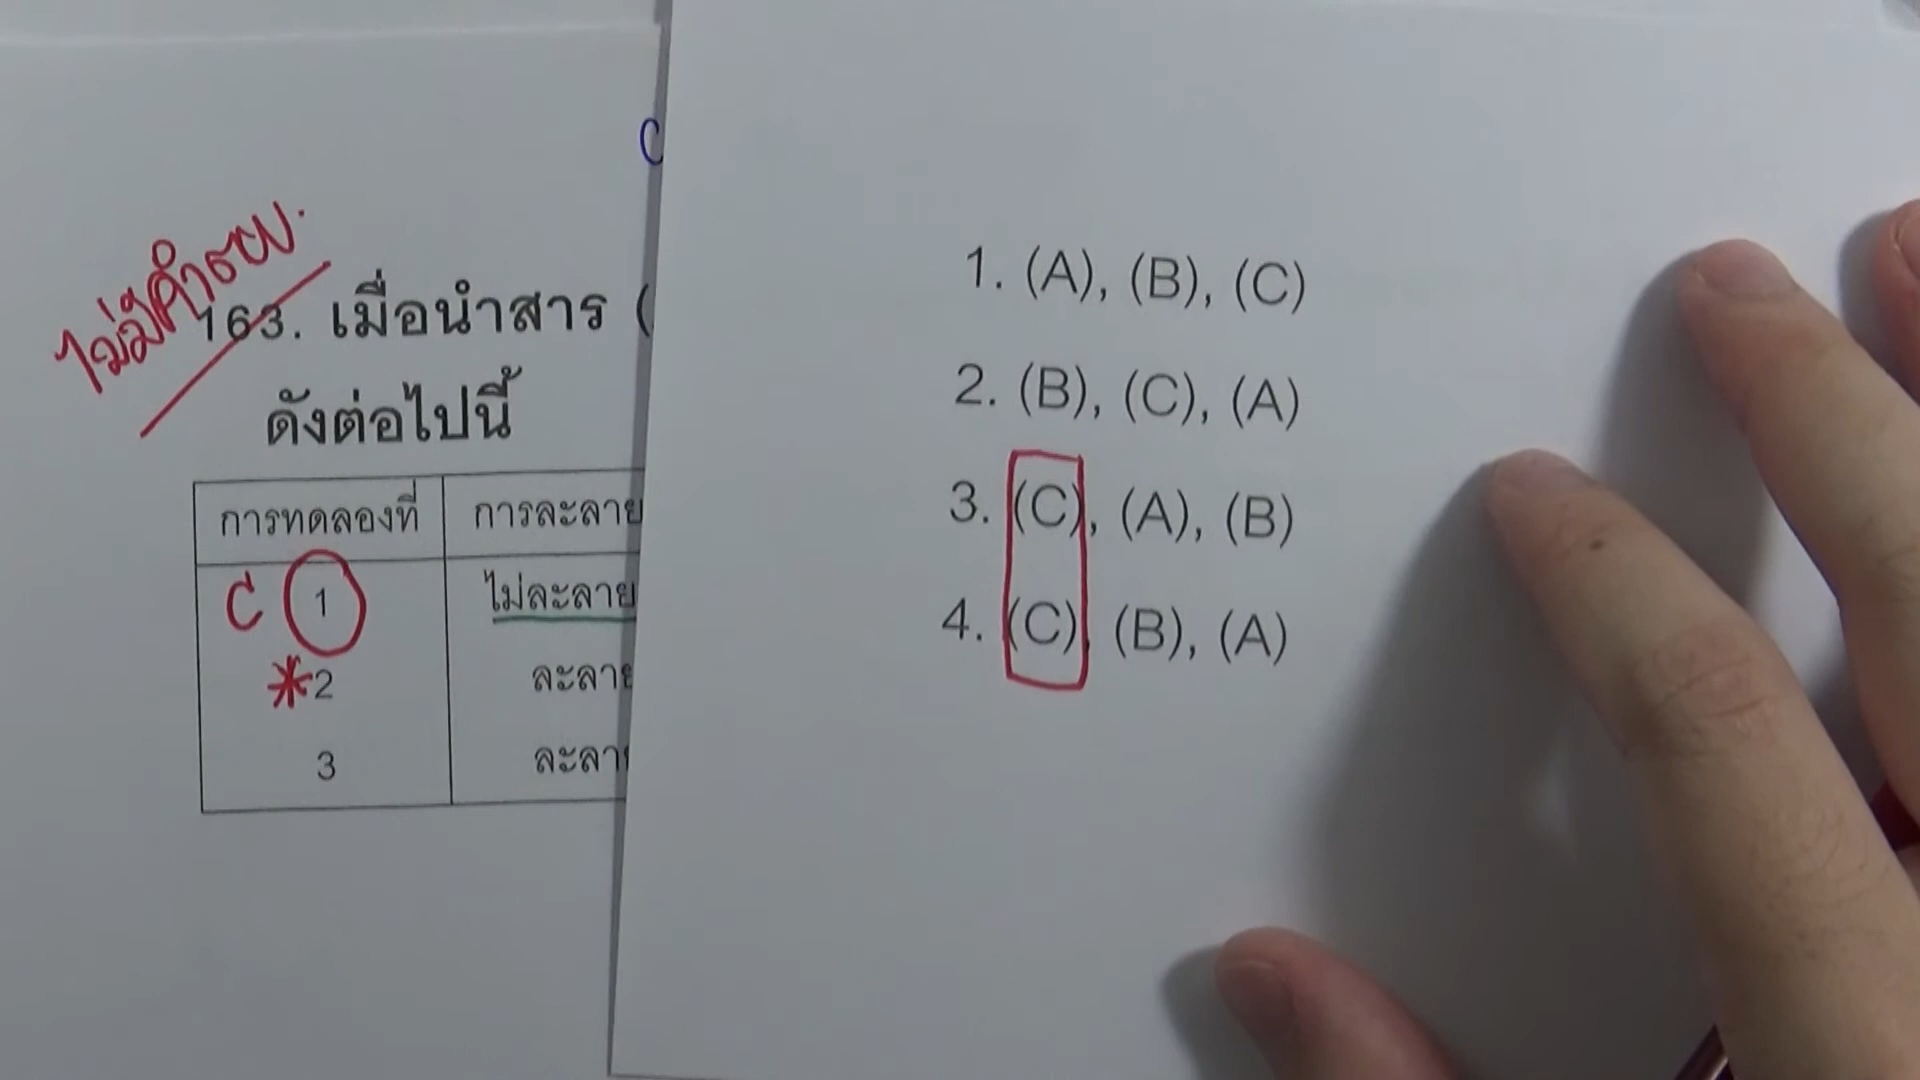 C
ไม่มีคำตอบ.
163. เมื่อนำสาร (
ดังต่อไปนี้
การทดลองที่ การละลาย
C 1 ไม่ละลาย
*2 ละลาย
3 ละลา
1. (A), (B), (C)
2. (B), (C), (A)
3. (C), (A), (B)
4. (C), (B), (A)